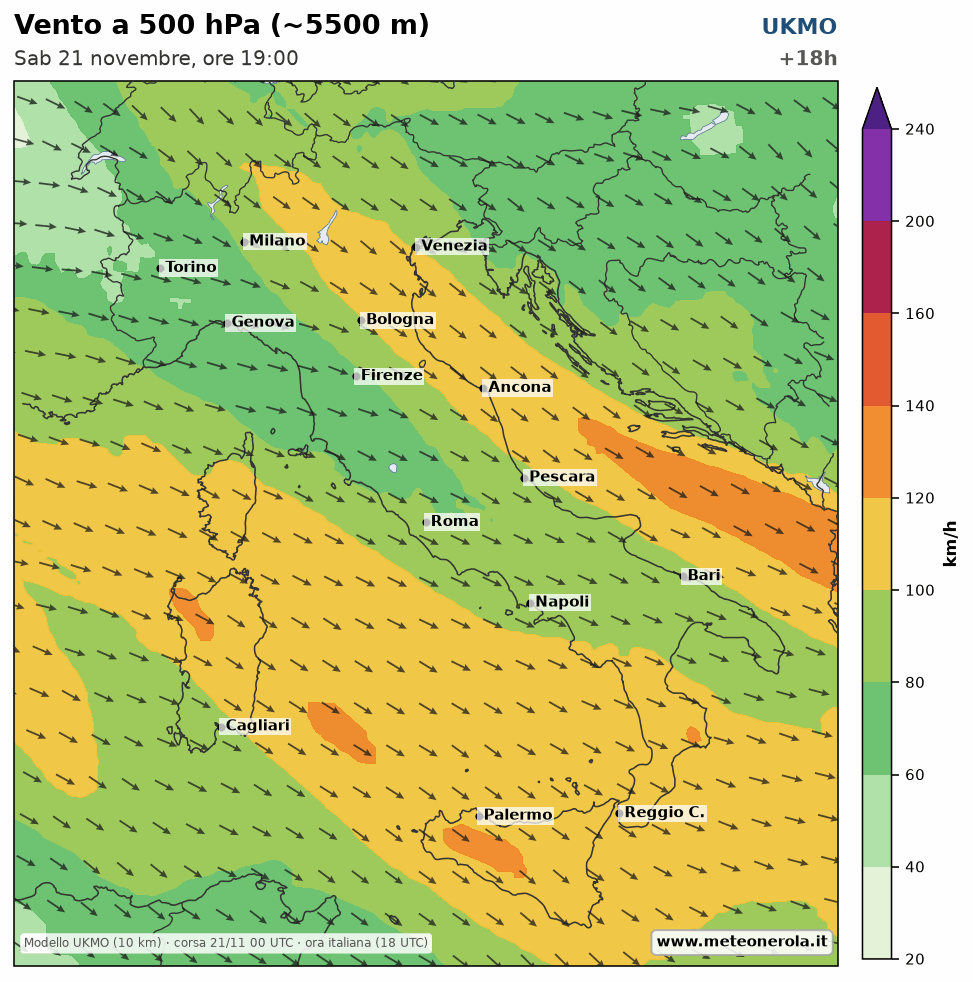 Vento a 500 hPa (~5500 m)
UKMO
Sab 21 novembre, ore 19:00
+18h
Milano
Venezia
Torino
Genova
Bologna
Firenze
Ancona
Pescara
Roma
Bari
Napoli
Cagliari
Palermo
Reggio C.
240
200
160
140
120
100
80
60
40
20
km/h
Modello UKMO (10 km) · corsa 21/11 00 UTC · ora italiana (18 UTC)
www.meteonerola.it